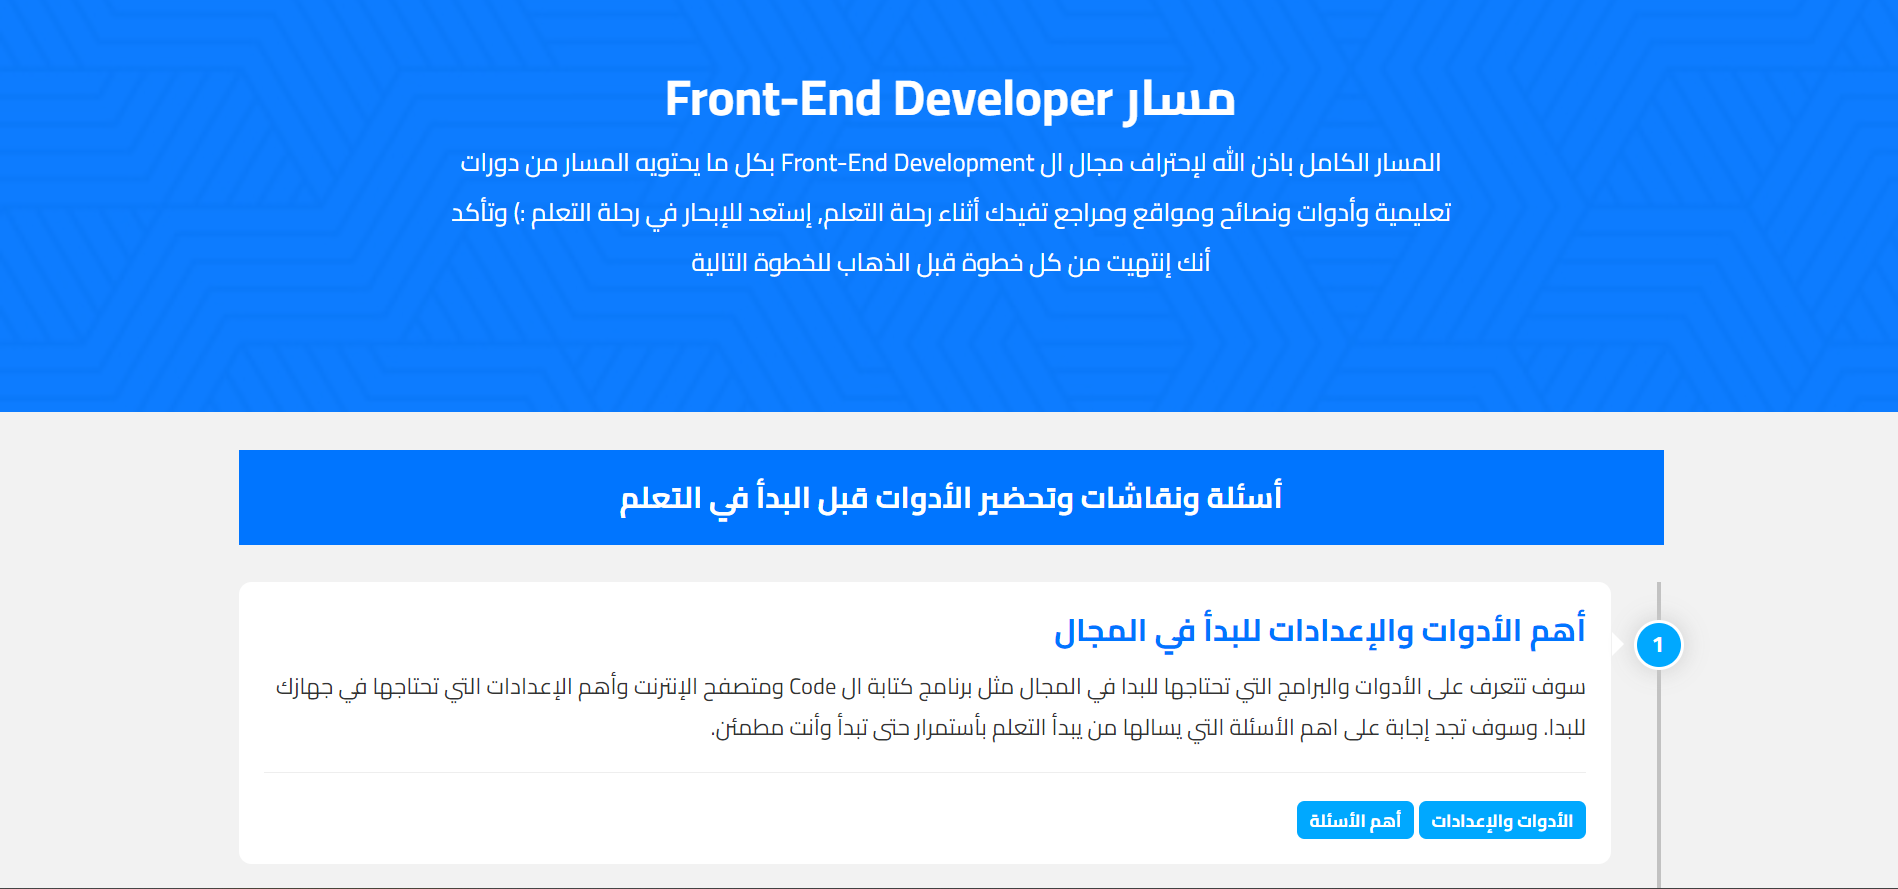 مسار Front-End Developer
المسار الكامل باذن الله لإحتراف مجال ال Front-End Development بكل ما يحتويه المسار من دورات
تعليمية وأدوات ونصائح ومواقع ومراجع تفيدك أثناء رحلة التعلم, إستعد للإبحار في رحلة التعلم :) وتأكد
أنك إنتهيت من كل خطوة قبل الذهاب للخطوة التالية
أسئلة ونقاشات وتحضير الأدوات قبل البدأ في التعلم
1
أهم الأدوات والإعدادات للبدأ في المجال
سوف تتعرف على الأدوات والبرامج التي تحتاجها للبدا في المجال مثل برنامج كتابة ال Code ومتصفح الإنترنت وأهم الإعدادات التي تحتاجها في جهازك
للبدا. وسوف تجد إجابة على اهم الأسئلة التي يسالها من يبدأ التعلم بأستمرار حتى تبدأ وأنت مطمئن.
الأدوات والإعدادات
أهم الأسئلة